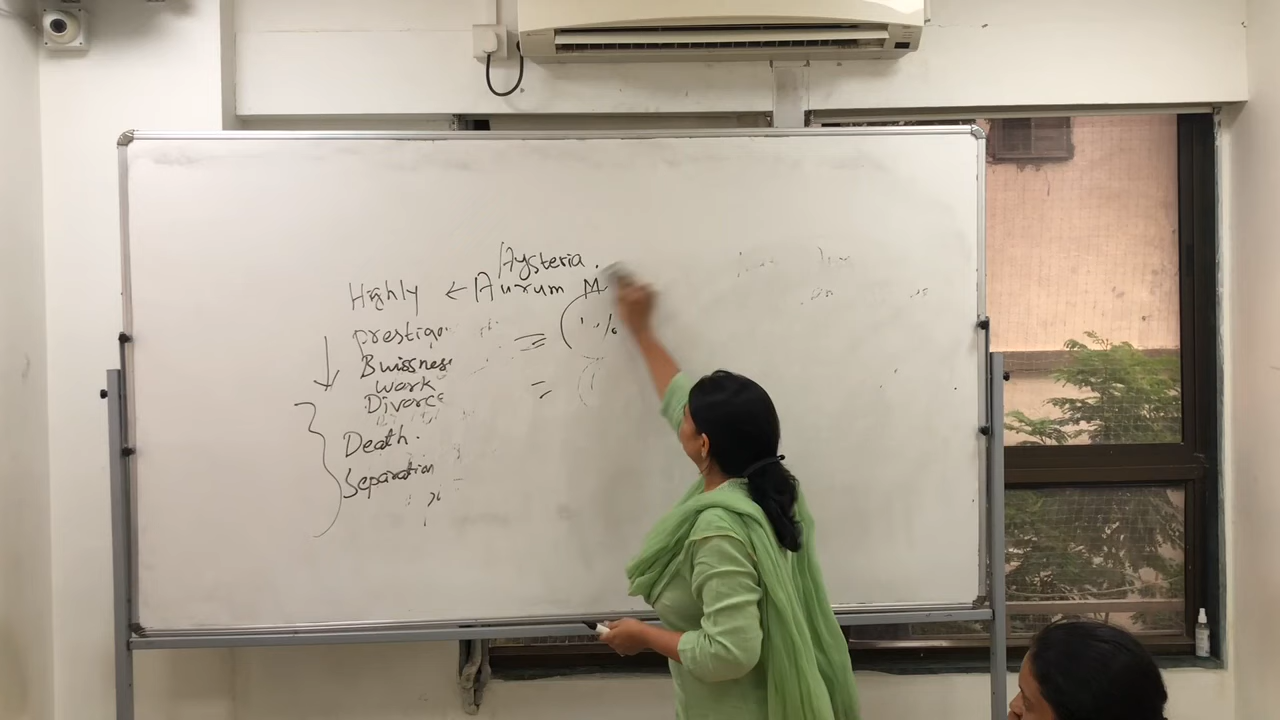 Hysteria.
Highly ← Aurum M
prestige
Buissness
work
Divorce
Death.
Separation